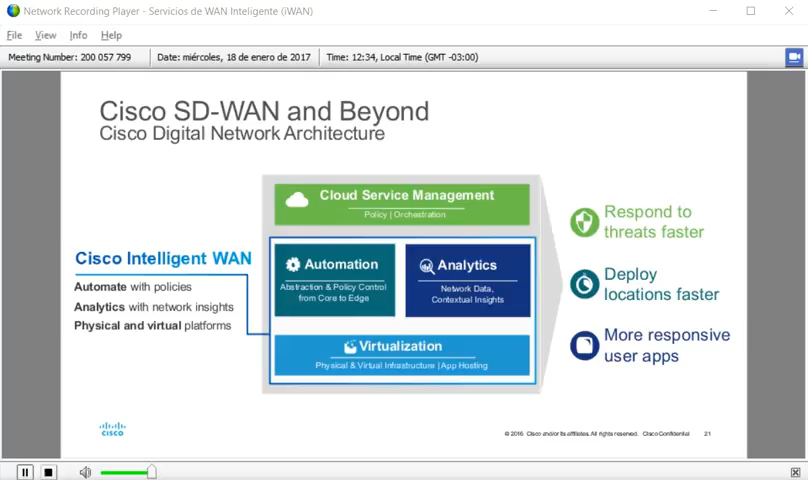 Network Recording Player - Servicios de WAN Inteligente (iWAN)
File View Info Help
Meeting Number: 200 057 799 Date: miércoles, 18 de enero de 2017 Time: 12:34, Local Time (GMT -03:00)
Cisco SD-WAN and Beyond
Cisco Digital Network Architecture
Cloud Service Management
Policy | Orchestration
Cisco Intelligent WAN
Automate with policies
Analytics with network insights
Physical and virtual platforms
Automation
Abstraction & Policy Control
from Core to Edge
Analytics
Network Data,
Contextual Insights
Virtualization
Physical & Virtual Infrastructure | App Hosting
Respond to
threats faster
Deploy
locations faster
More responsive
user apps
CISCO
© 2016 Cisco and/or its affiliates. All rights reserved. Cisco Confidential 21